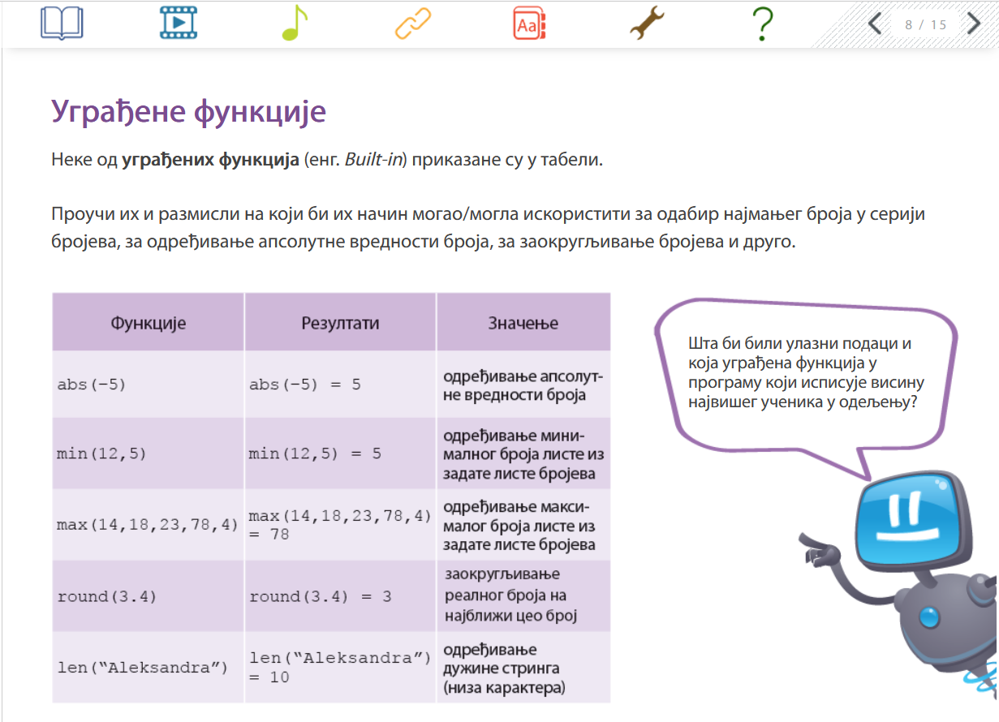 Aa
8 / 15
Уграђене функције
Неке од уграђених функција (енг. Built-in) приказане су у табели.
Проучи их и размисли на који би их начин могао/могла искористити за одабир најмањег броја у серији
бројева, за одређивање апсолутне вредности броја, за заокругљивање бројева и друго.
Функције Резултати Значење
abs(−5)
abs(−5) = 5
одређивање апсолут-
не вредности броја
min(12,5)
min(12,5) = 5
одређивање мини-
малног броја листе из
задате листе бројева
max(14,18,23,78,4)
max(14,18,23,78,4)
= 78
одређивање макси-
малог броја листе из
задате листе бројева
round(3.4)
round(3.4) = 3
заокругљивање
реалног броја на
најближи цео број
len(“Aleksandra”)
len(“Aleksandra”)
= 10
одређивање
дужине стринга
(низа карактера)
Шта би били улазни подаци и
која уграђена функција у
програму који исписује висину
највишег ученика у одељењу?